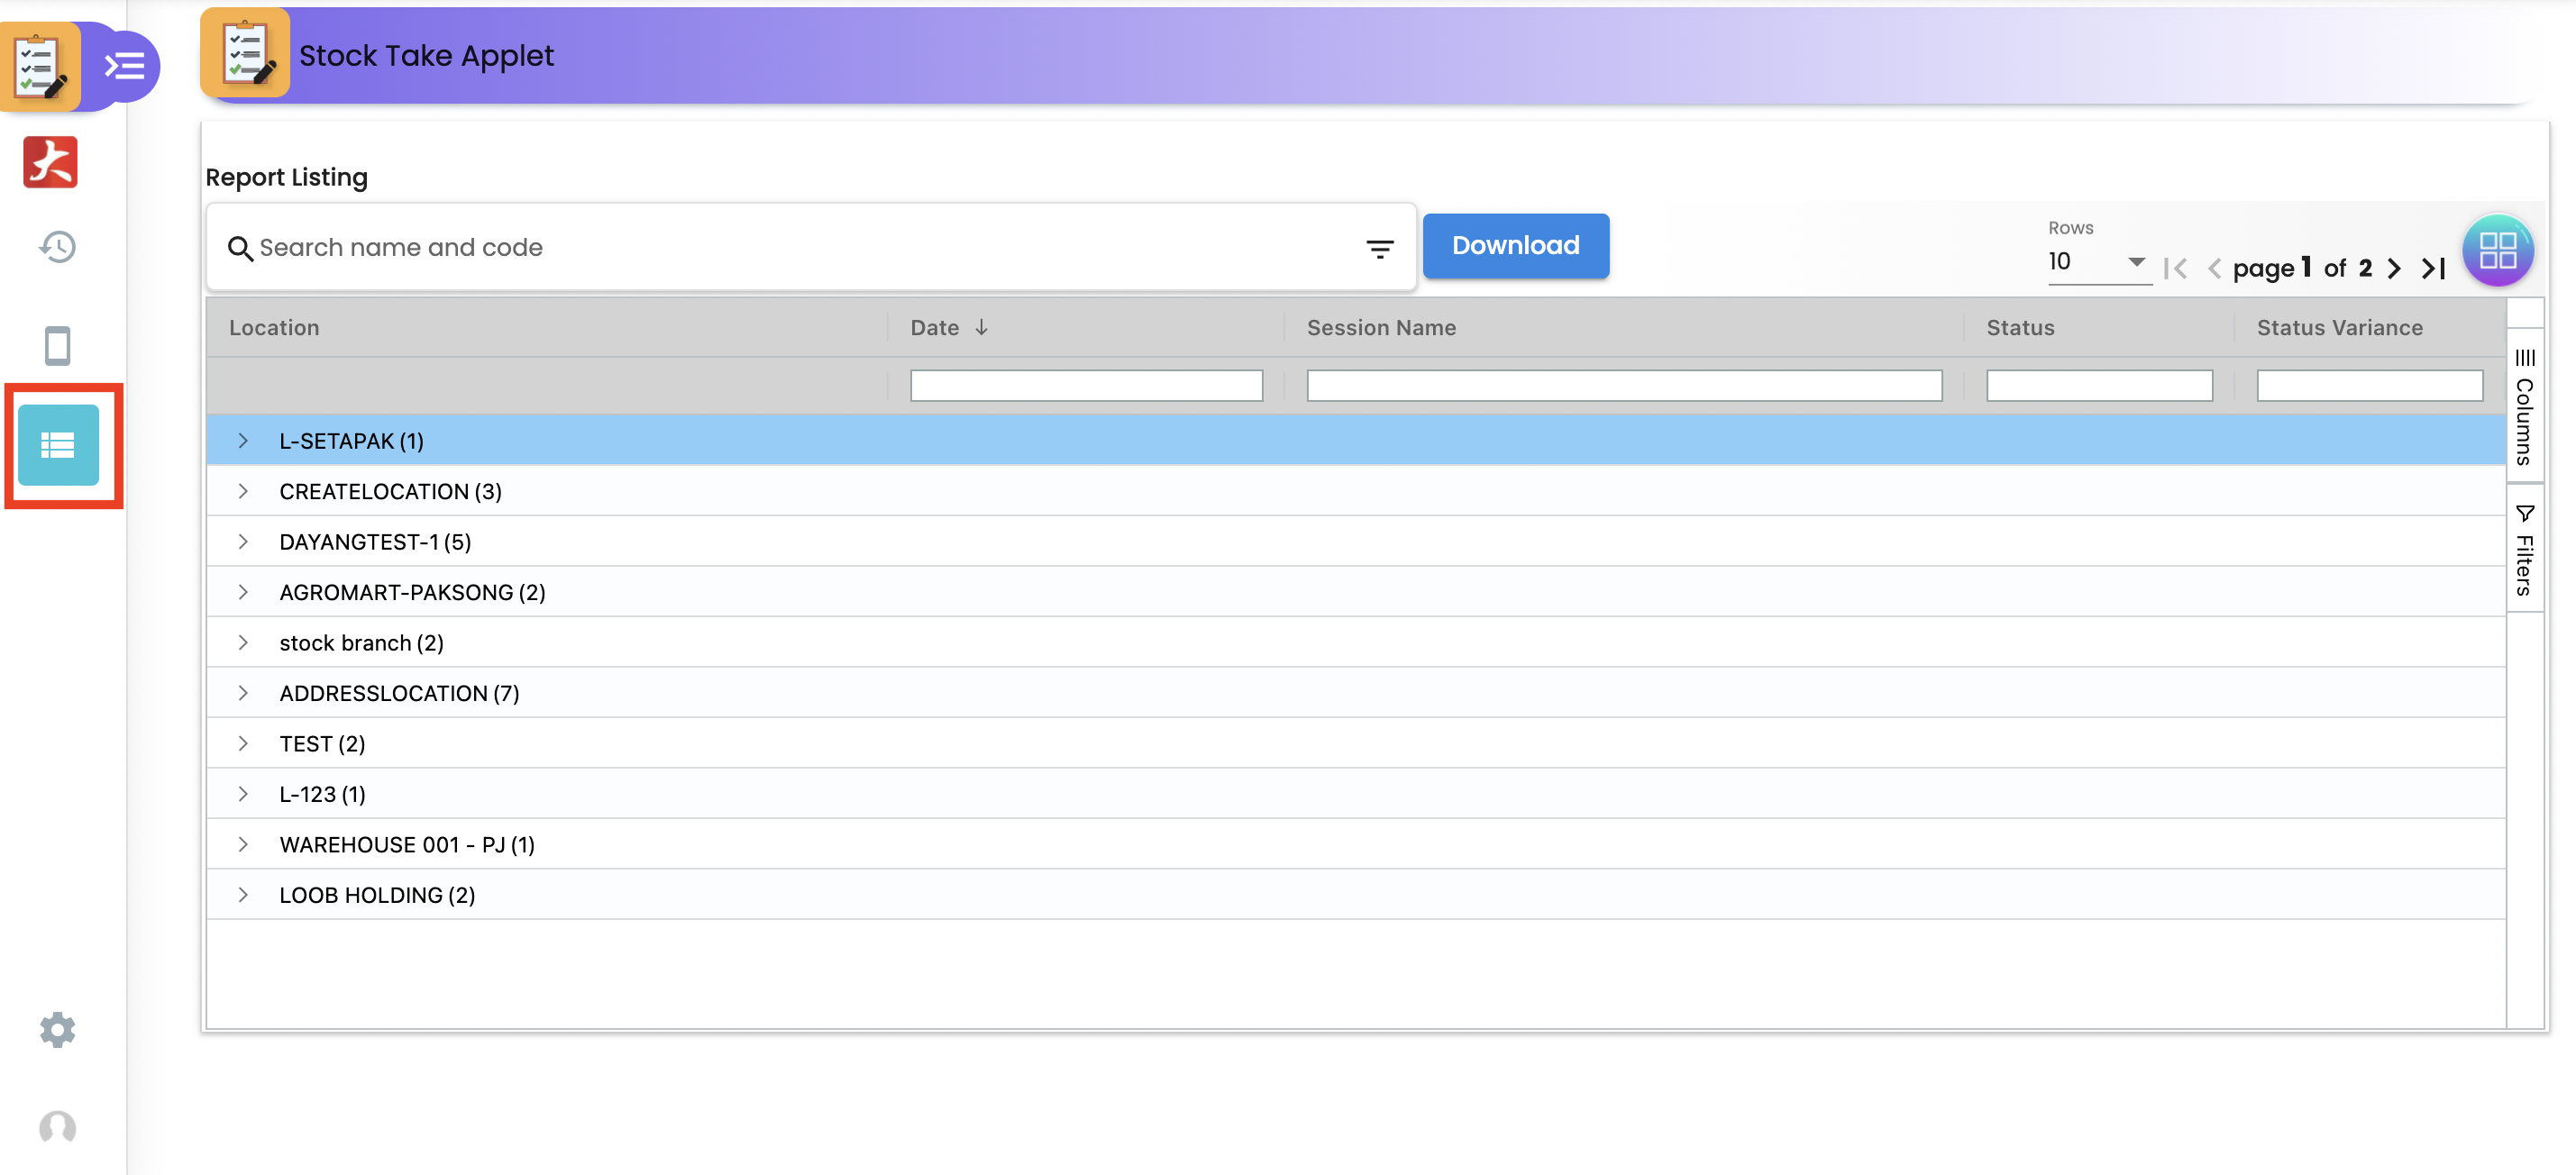 Stock Take Applet
Report Listing
Search name and code
Download
Rows
10
page 1 of 2
Location Date Session Name Status Status Variance
L-SETAPAK (1)
CREATELOCATION (3)
DAYANGTEST-1 (5)
AGROMART-PAKSONG (2)
stock branch (2)
ADDRESSLOCATION (7)
TEST (2)
L-123 (1)
WAREHOUSE 001 - PJ (1)
LOOB HOLDING (2)
Columns
Filters